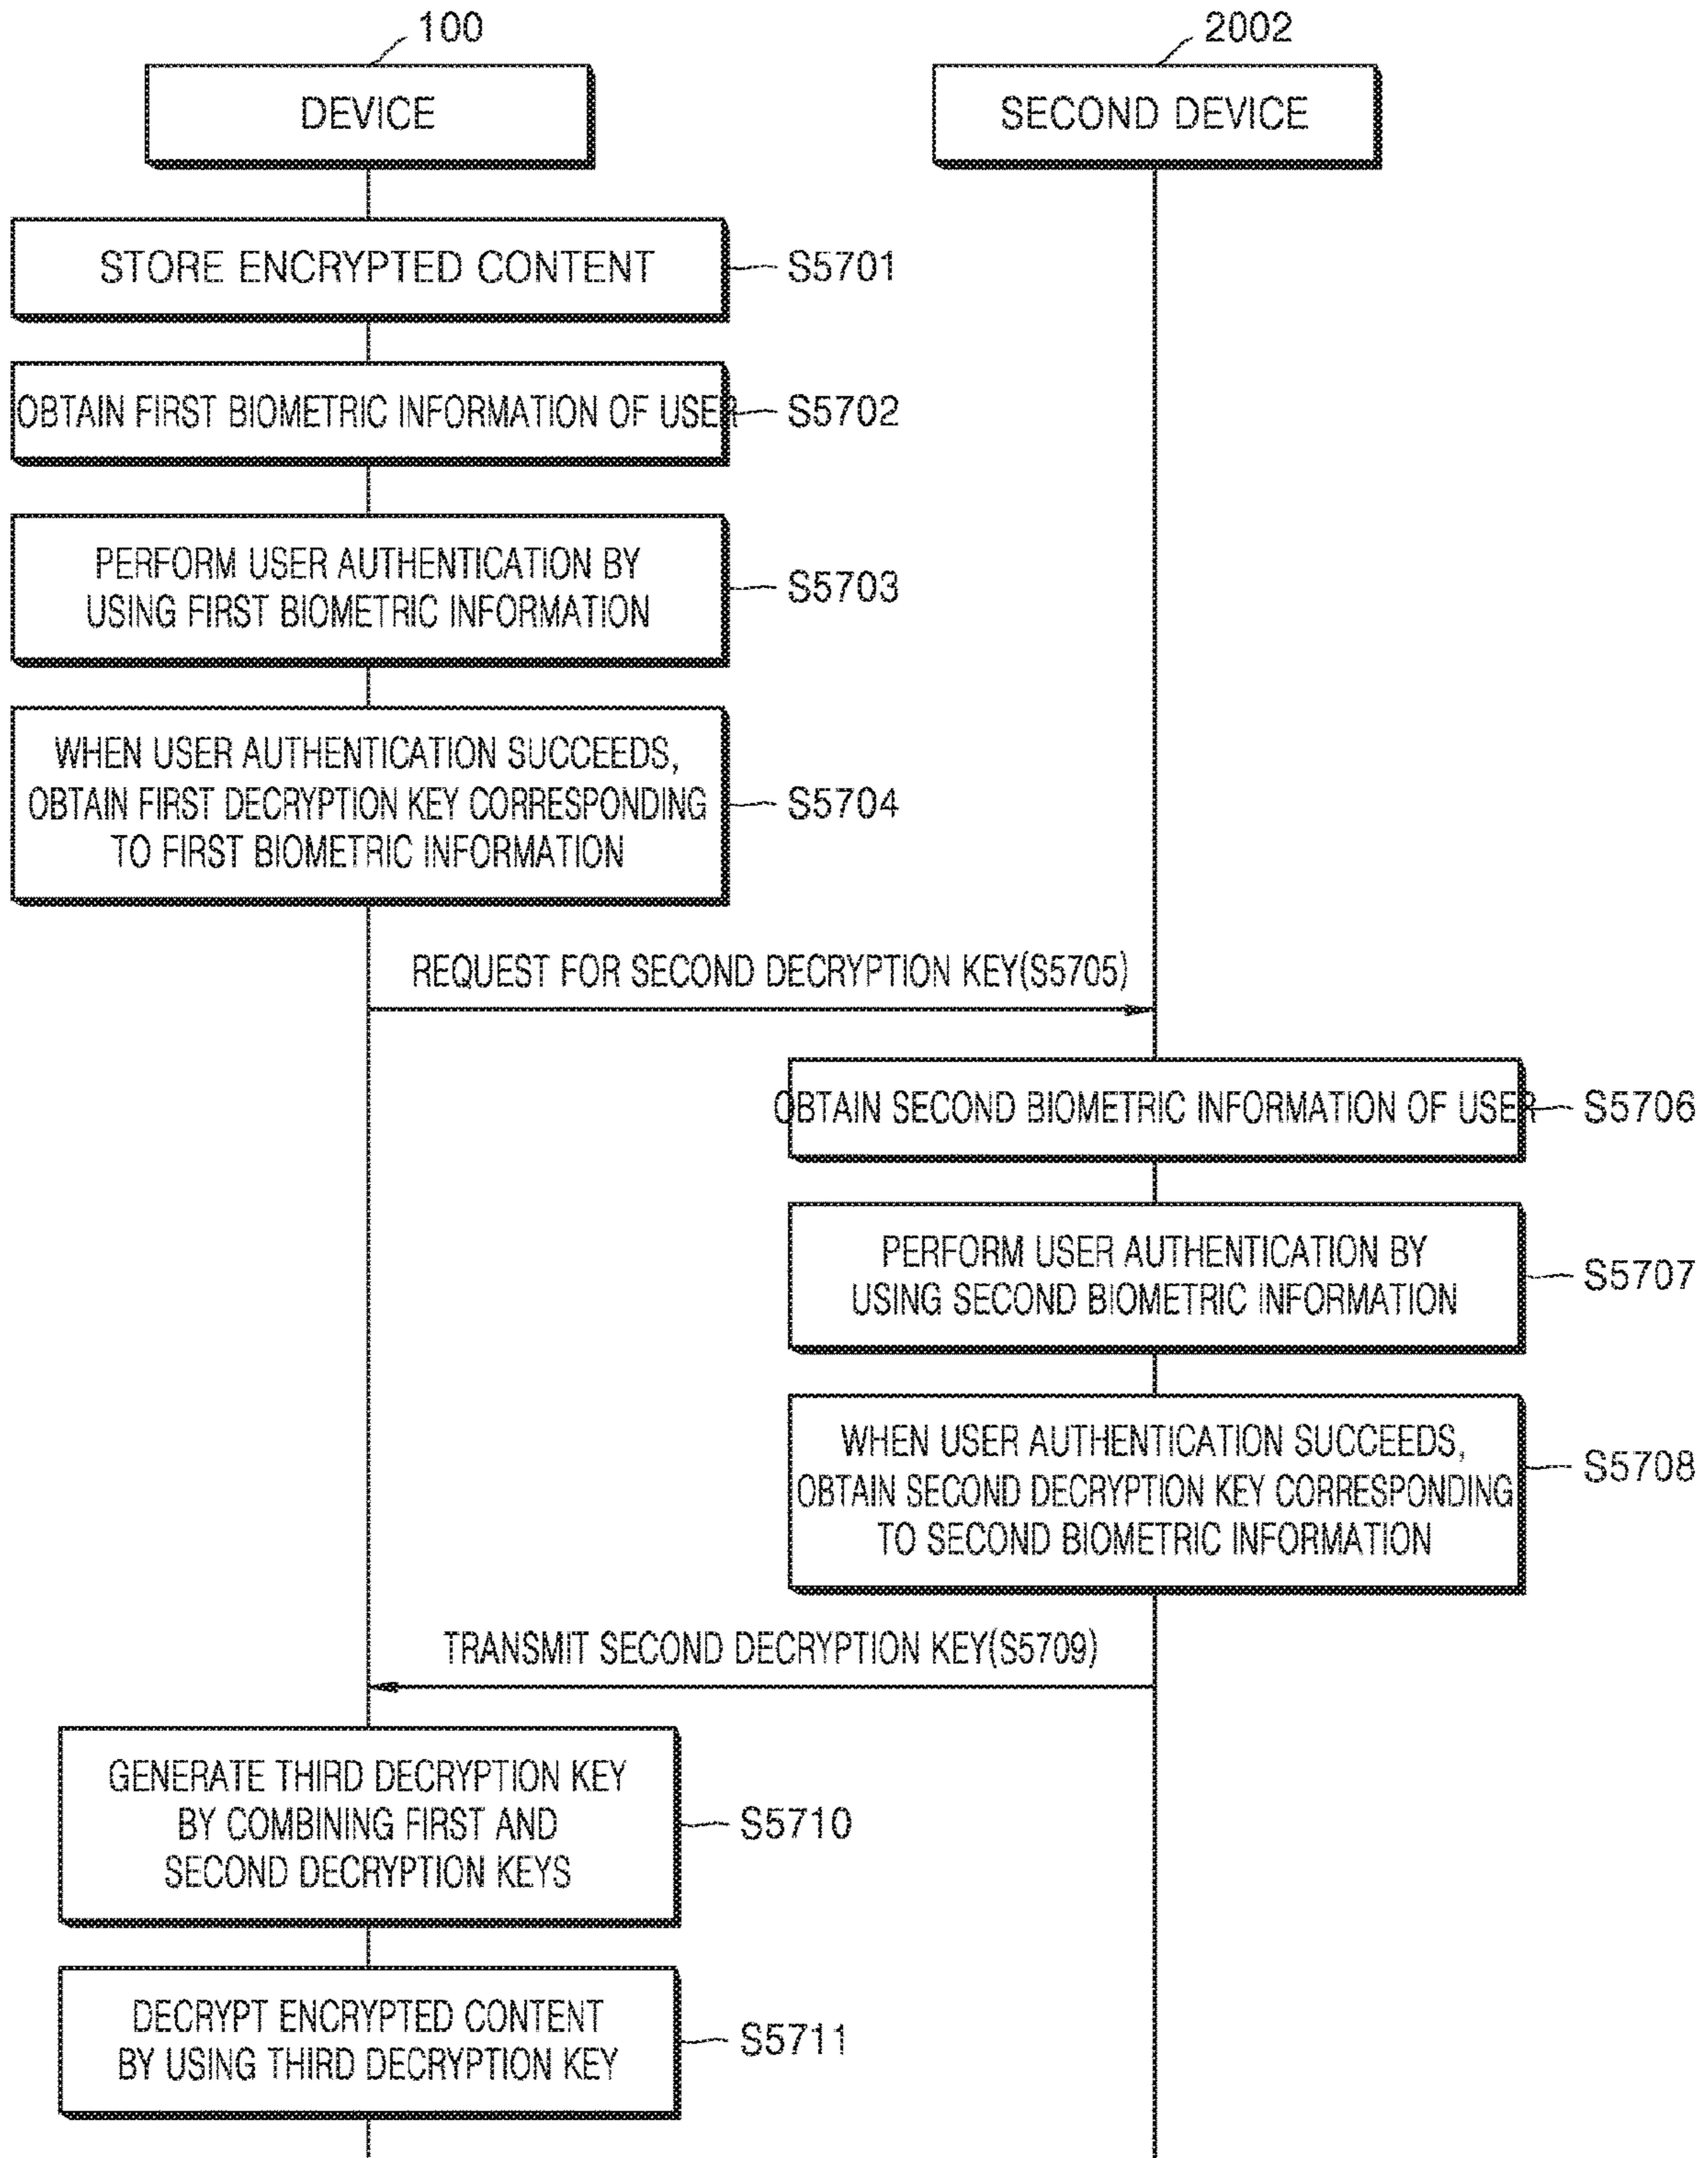 100
2002
DEVICE
SECOND DEVICE
STORE ENCRYPTED CONTENT
S5701
OBTAIN FIRST BIOMETRIC INFORMATION OF USER
S5702
PERFORM USER AUTHENTICATION BY
USING FIRST BIOMETRIC INFORMATION
S5703
WHEN USER AUTHENTICATION SUCCEEDS,
OBTAIN FIRST DECRYPTION KEY CORRESPONDING
TO FIRST BIOMETRIC INFORMATION
S5704
REQUEST FOR SECOND DECRYPTION KEY(S5705)
OBTAIN SECOND BIOMETRIC INFORMATION OF USER
S5706
PERFORM USER AUTHENTICATION BY
USING SECOND BIOMETRIC INFORMATION
S5707
WHEN USER AUTHENTICATION SUCCEEDS,
OBTAIN SECOND DECRYPTION KEY CORRESPONDING
TO SECOND BIOMETRIC INFORMATION
S5708
TRANSMIT SECOND DECRYPTION KEY(S5709)
GENERATE THIRD DECRYPTION KEY
BY COMBINING FIRST AND
SECOND DECRYPTION KEYS
S5710
DECRYPT ENCRYPTED CONTENT
BY USING THIRD DECRYPTION KEY
S5711